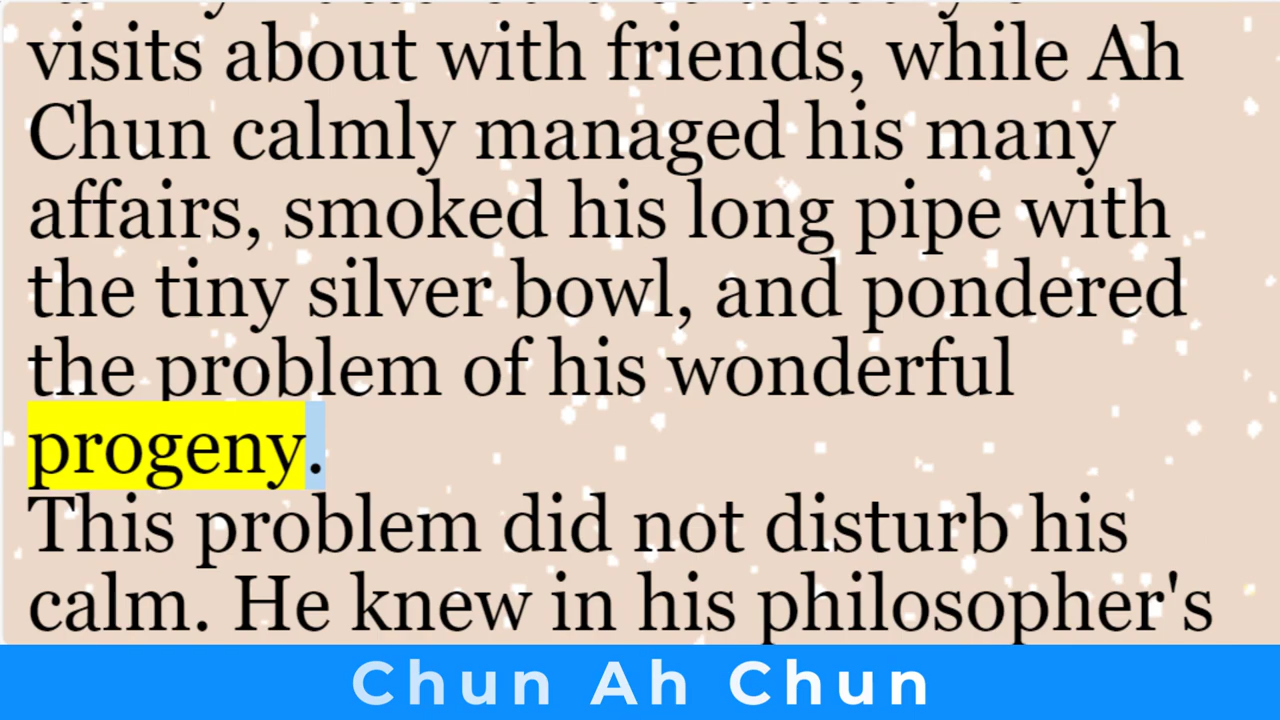 visits about with friends, while Ah
Chun calmly managed his many
affairs, smoked his long pipe with
the tiny silver bowl, and pondered
the problem of his wonderful
progeny.
This problem did not disturb his
calm. He knew in his philosopher's
Chun Ah Chun